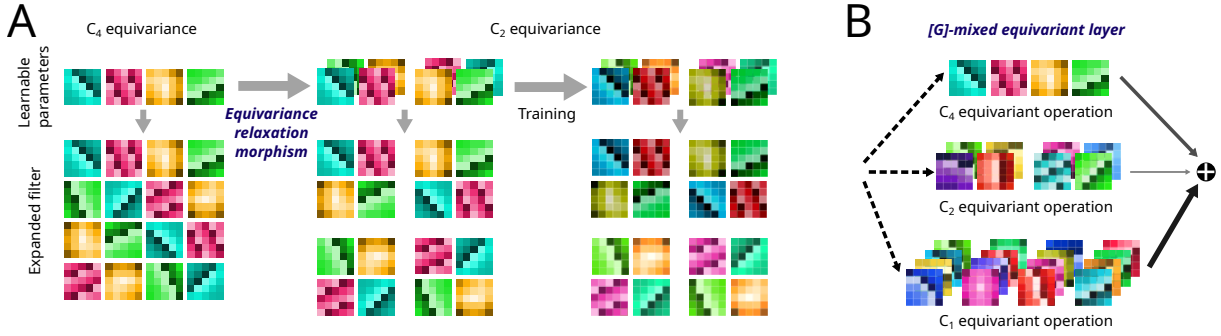 A
C4 equivariance
C2 equivariance
Learnable
parameters
Equivariance
relaxation
morphism
Training
Expanded filter
B
[G]-mixed equivariant layer
C4 equivariant operation
C2 equivariant operation
C1 equivariant operation